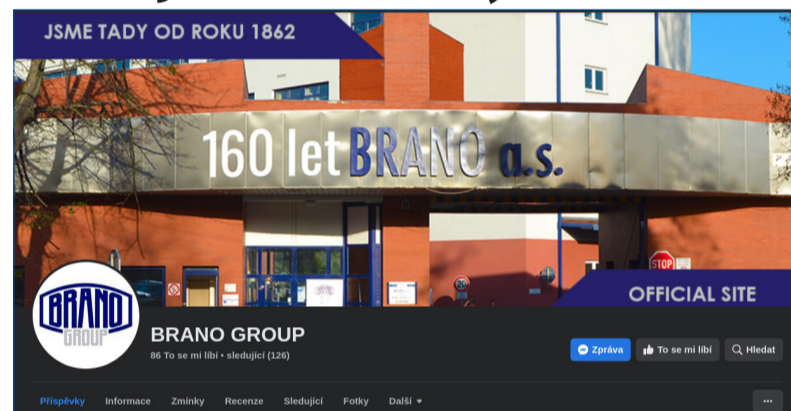 JSME TADY OD ROKU 1862
160 let BRANO a.s.
STOP
OFFICIAL SITE
BRANO
GROUP
BRANO GROUP
86 To se mi líbí • sledující (126)
Zpráva
To se mi líbí
Hledat
Příspěvky Informace Zmínky Recenze Sledující Fotky Další